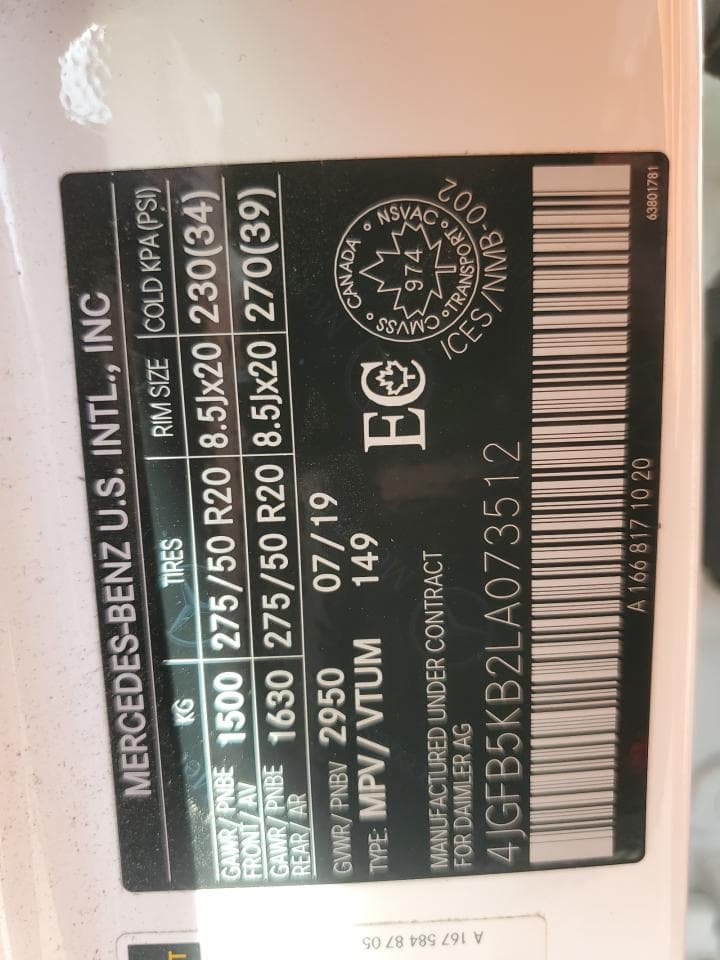 MERCEDES-BENZ U.S. INTL., INC
KG TIRES RIM SIZE COLD KPA(PSI)
GAWR/PNBE FRONT/AV 1500 275/50 R20 8.5Jx20 230(34)
GAWR/PNBE REAR/AR 1630 275/50 R20 8.5Jx20 270(39)
GVWR/PNBV 2950 07/19
TYPE: MPV/VTUM 149
EC
CANADA • NSVAC • TRANSPORT • CMVSS •
974
ICES/NMB-002
MANUFACTURED UNDER CONTRACT
FOR DAIMLER AG
4JGFB5KB2LA073512
A 166 817 10 20
63801781
A 167 584 87 05
T